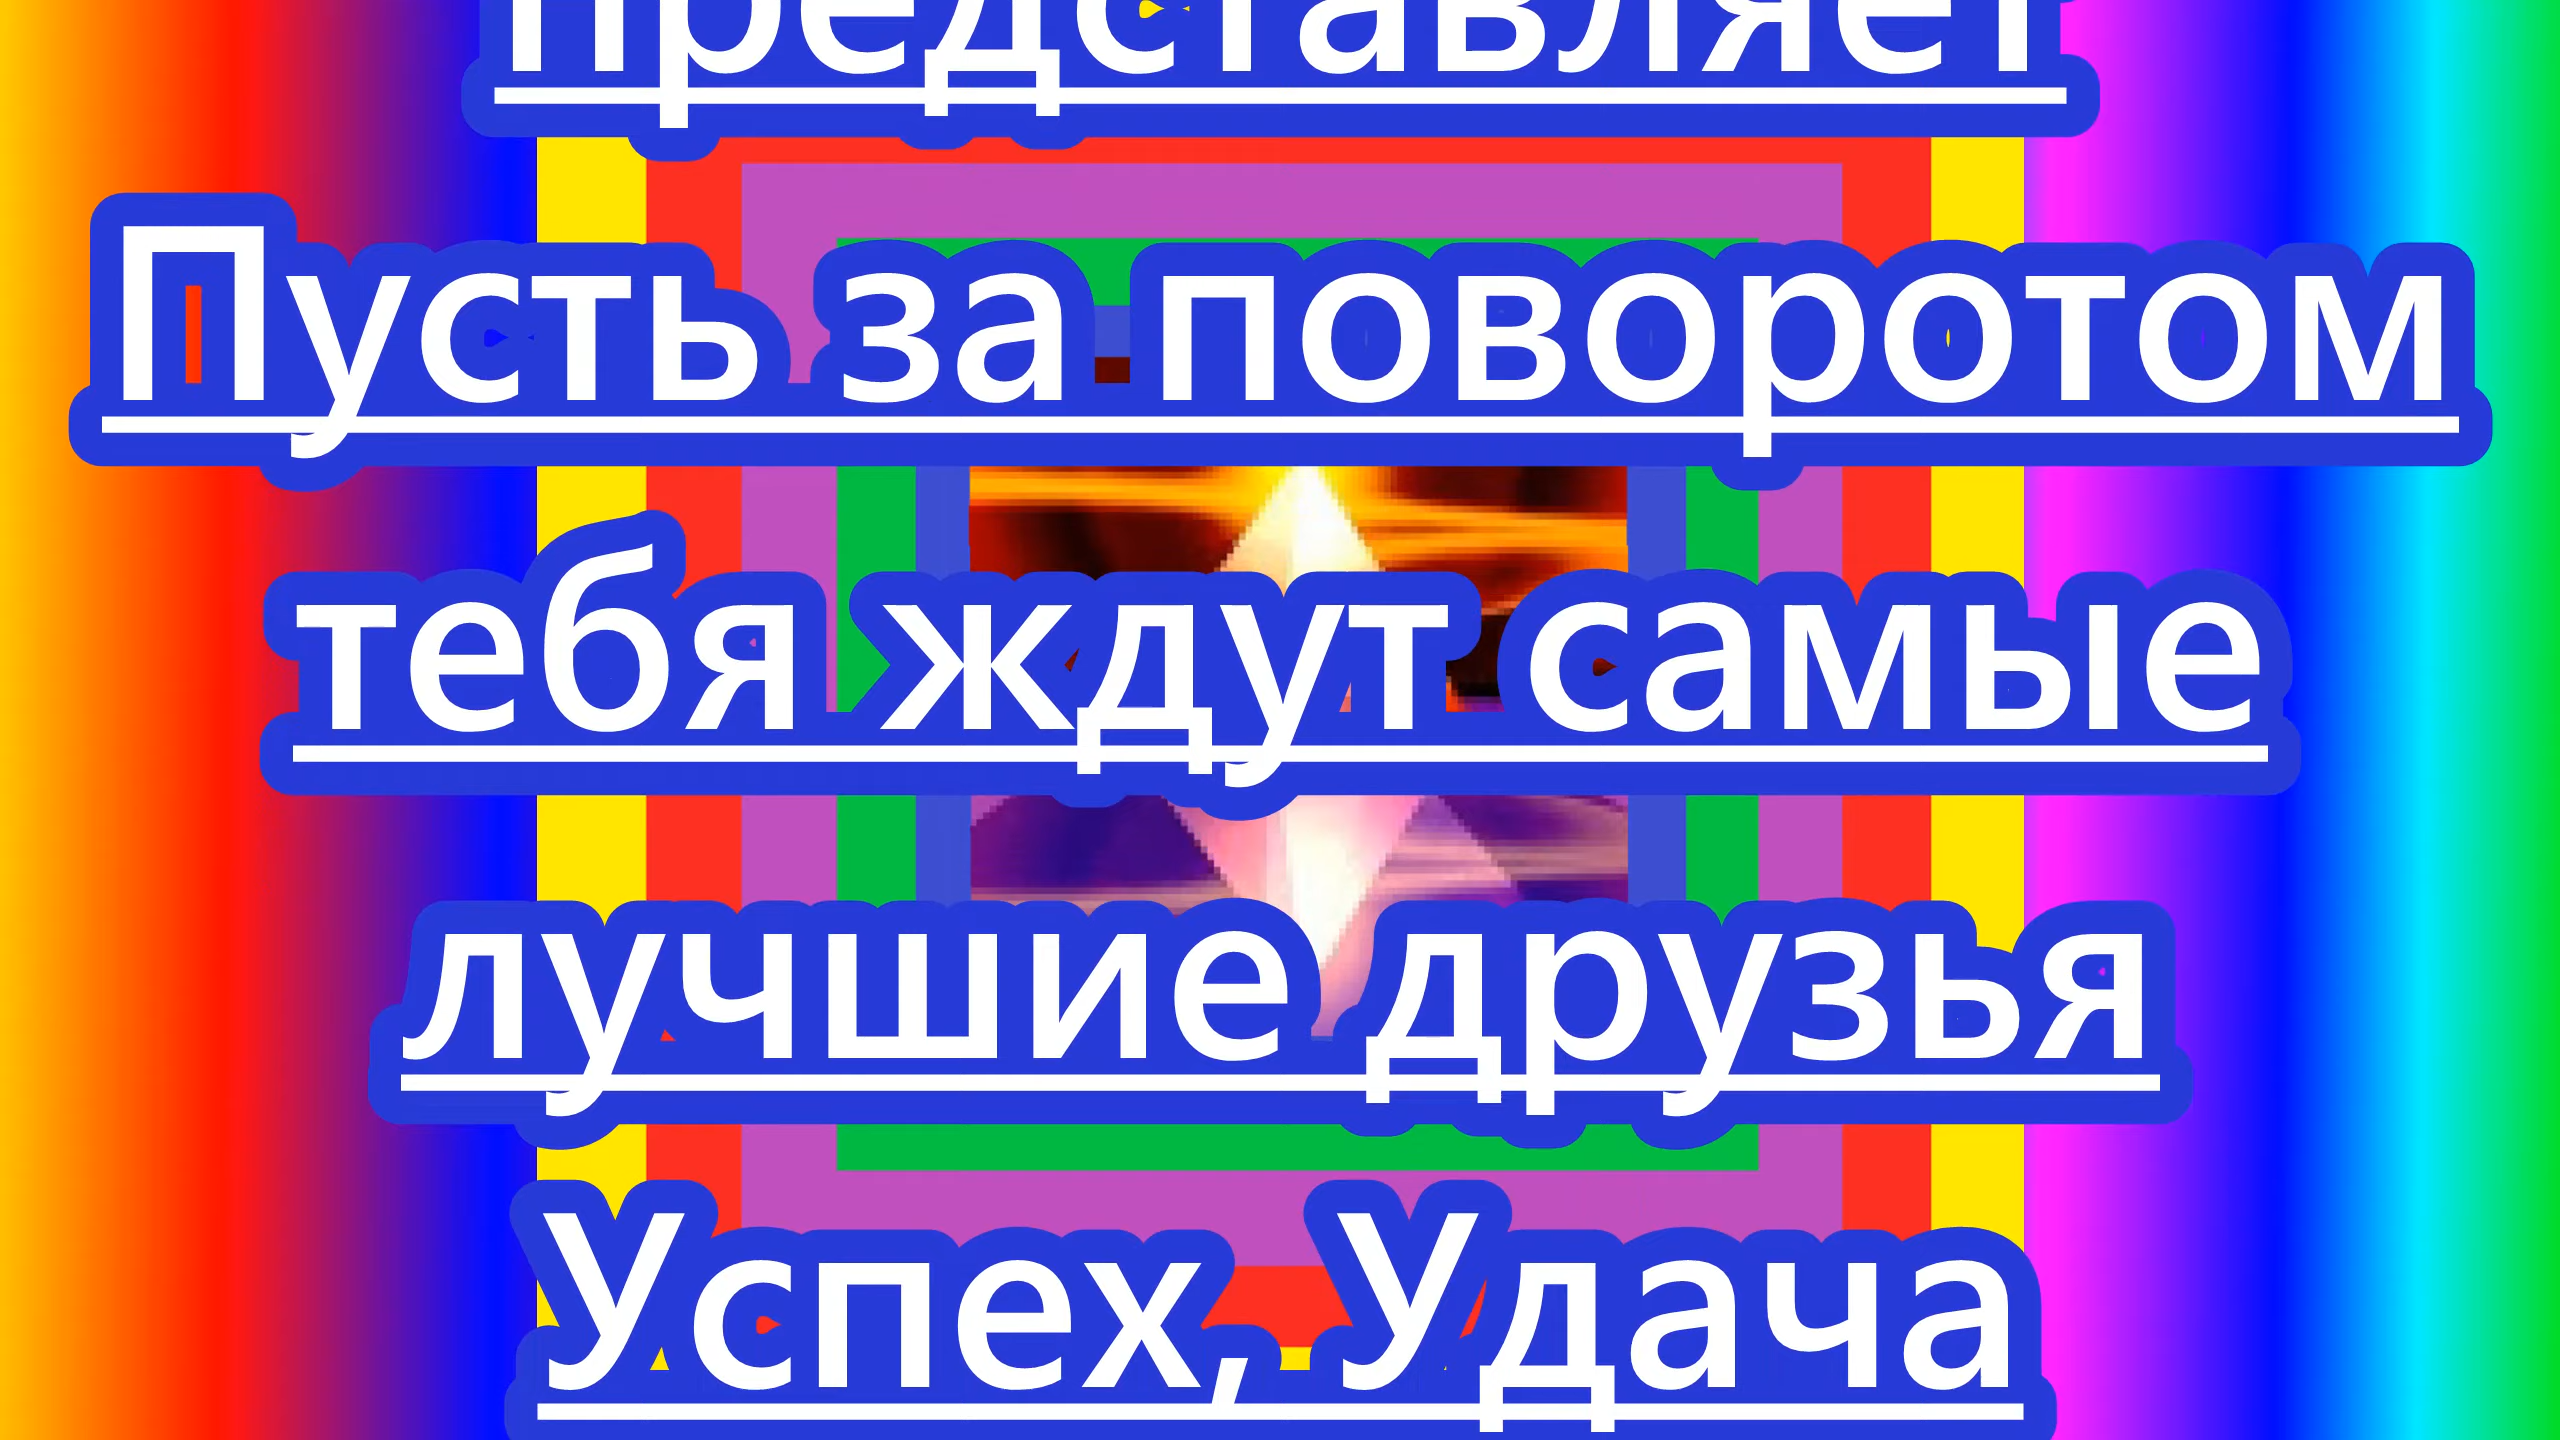 Представляет
Пусть за поворотом
тебя ждут самые
лучшие друзья
Успех, Удача